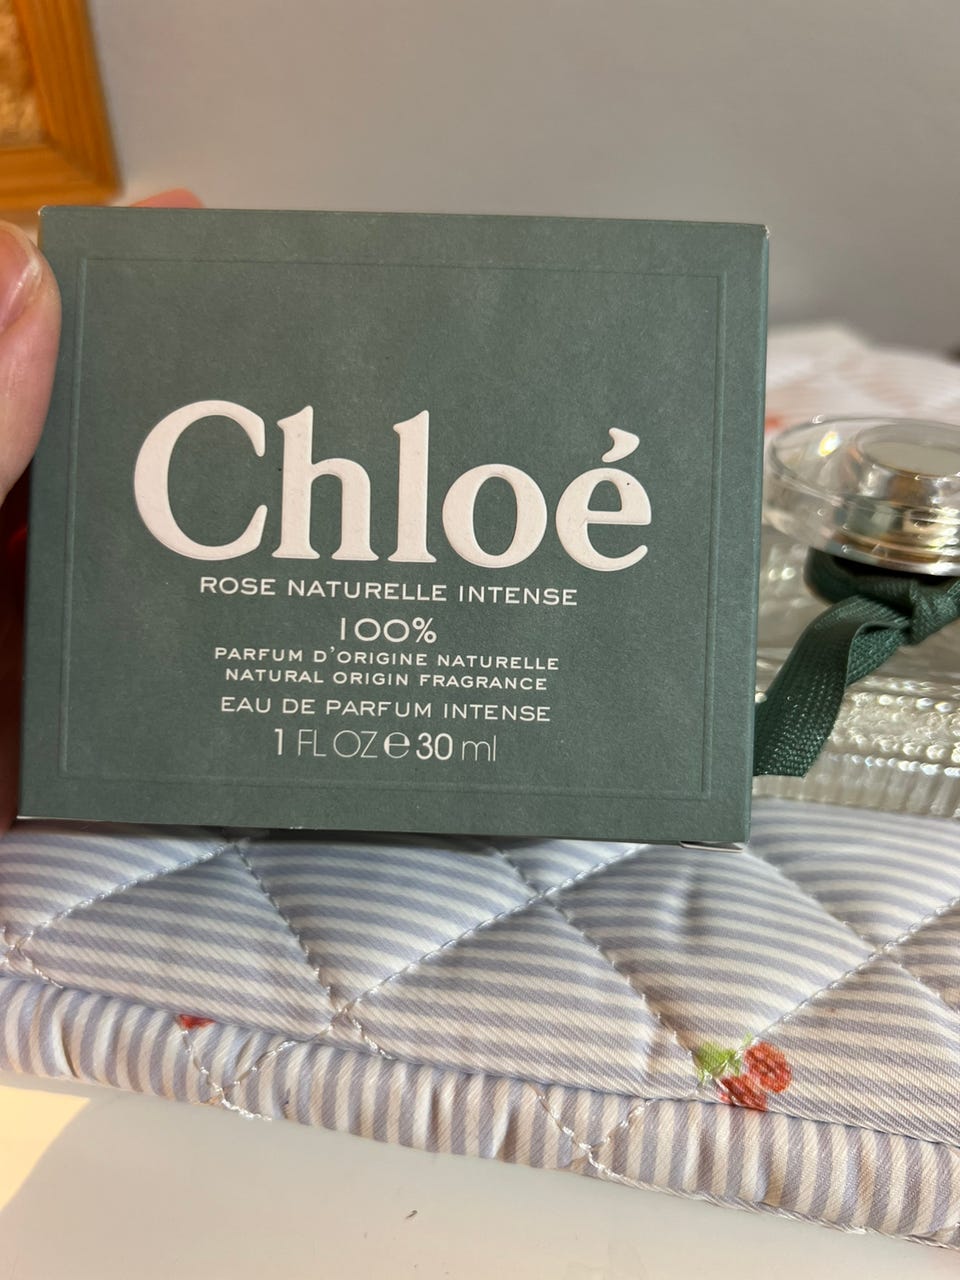 Chloé
ROSE NATURELLE INTENSE
100%
PARFUM D'ORIGINE NATURELLE
NATURAL ORIGIN FRAGRANCE
EAU DE PARFUM INTENSE
1 FL OZ e 30 ml